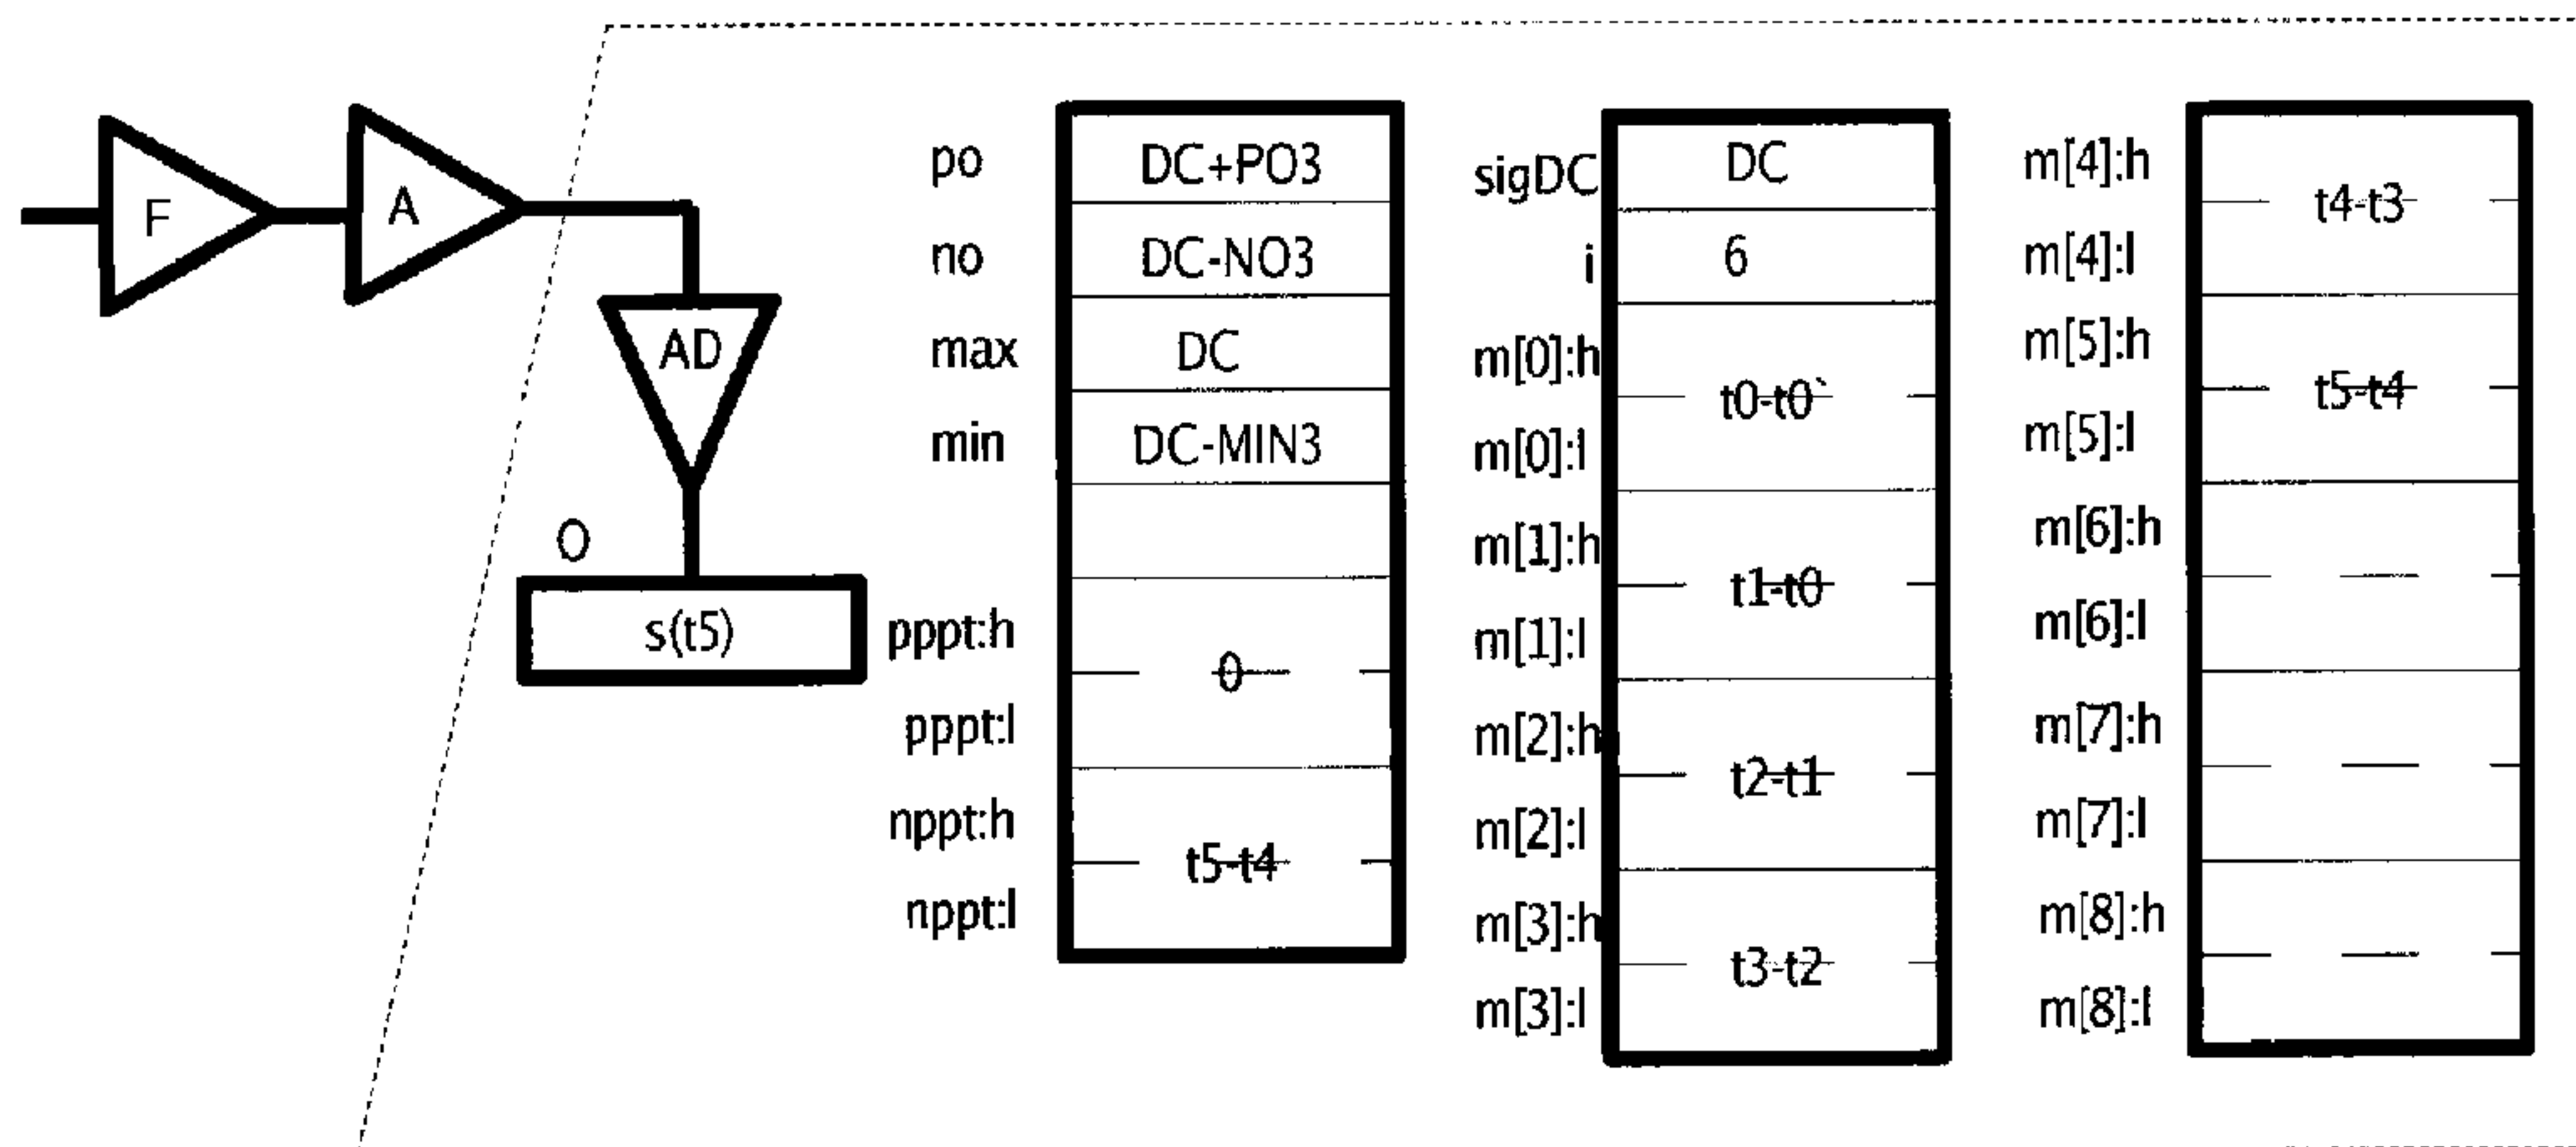 F
A
AD
O
s(t5)
po
DC+PO3
no
DC-NO3
max
DC
min
DC-MIN3
pppt:h
0
pppt:l
nppt:h
t5-t4
nppt:l
sigDC
DC
i
6
m[0]:h
t0-t0`
m[0]:l
m[1]:h
t1-t0
m[1]:l
m[2]:h
t2-t1
m[2]:l
m[3]:h
t3-t2
m[3]:l
m[4]:h
t4-t3
m[4]:l
m[5]:h
t5-t4
m[5]:l
m[6]:h
m[6]:l
m[7]:h
m[7]:l
m[8]:h
m[8]:l